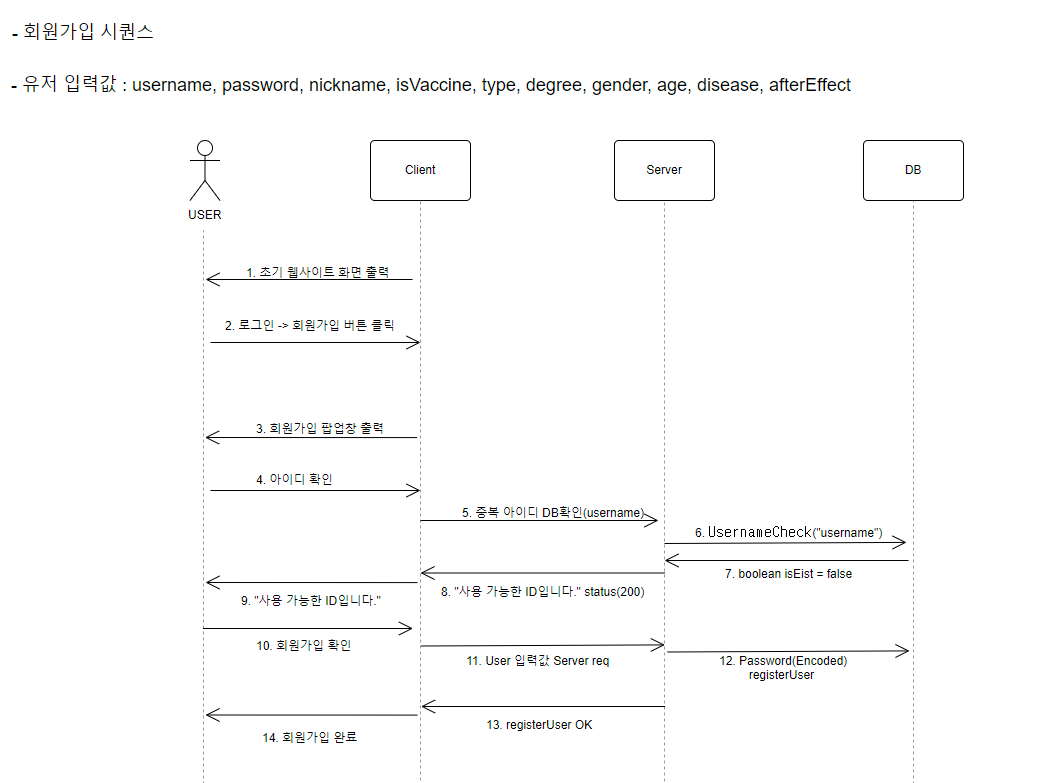 - 회원가입 시퀀스
- 유저 입력값 : username, password, nickname, isVaccine, type, degree, gender, age, disease, afterEffect
USER
Client
Server
DB
1. 초기 웹사이트 화면 출력
2. 로그인 -> 회원가입 버튼 클릭
3. 회원가입 팝업창 출력
4. 아이디 확인
5. 중복 아이디 DB확인(username)
6. UsernameCheck("username")
7. boolean isEist = false
8. "사용 가능한 ID입니다." status(200)
9. "사용 가능한 ID입니다."
10. 회원가입 확인
11. User 입력값 Server req
12. Password(Encoded)
registerUser
13. registerUser OK
14. 회원가입 완료